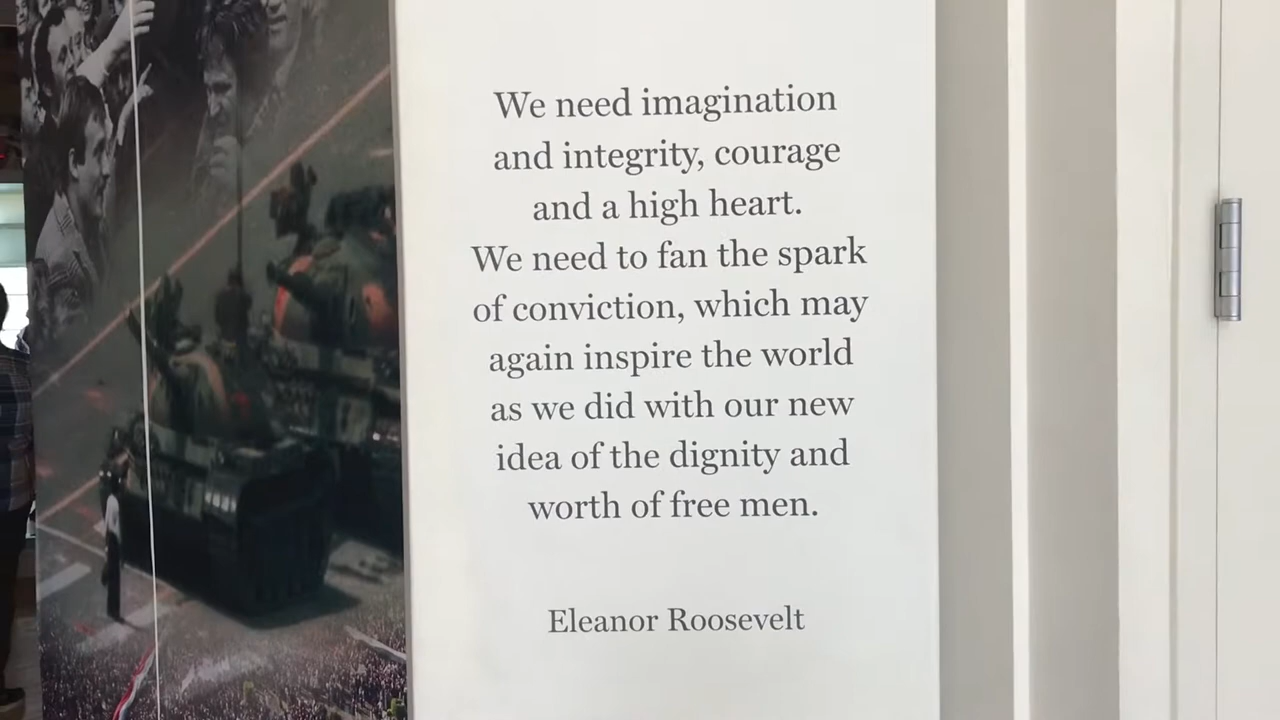 We need imagination
and integrity, courage
and a high heart.
We need to fan the spark
of conviction, which may
again inspire the world
as we did with our new
idea of the dignity and
worth of free men.
Eleanor Roosevelt